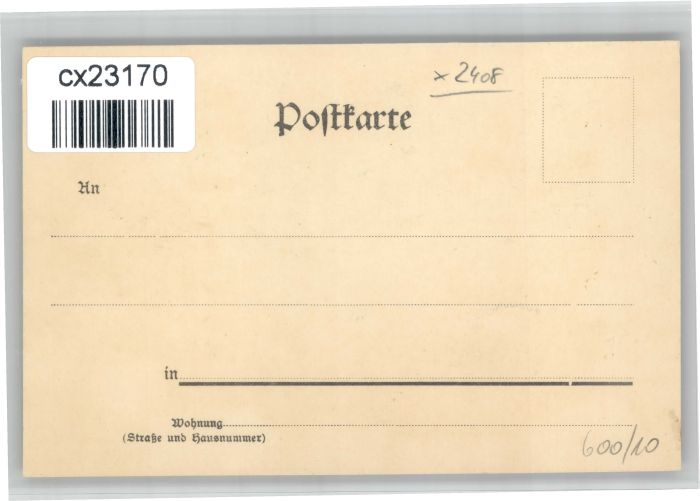 cx23170
x 2408
Postkarte
An
in
Wohnung
(Straße und Hausnummer)
600/10